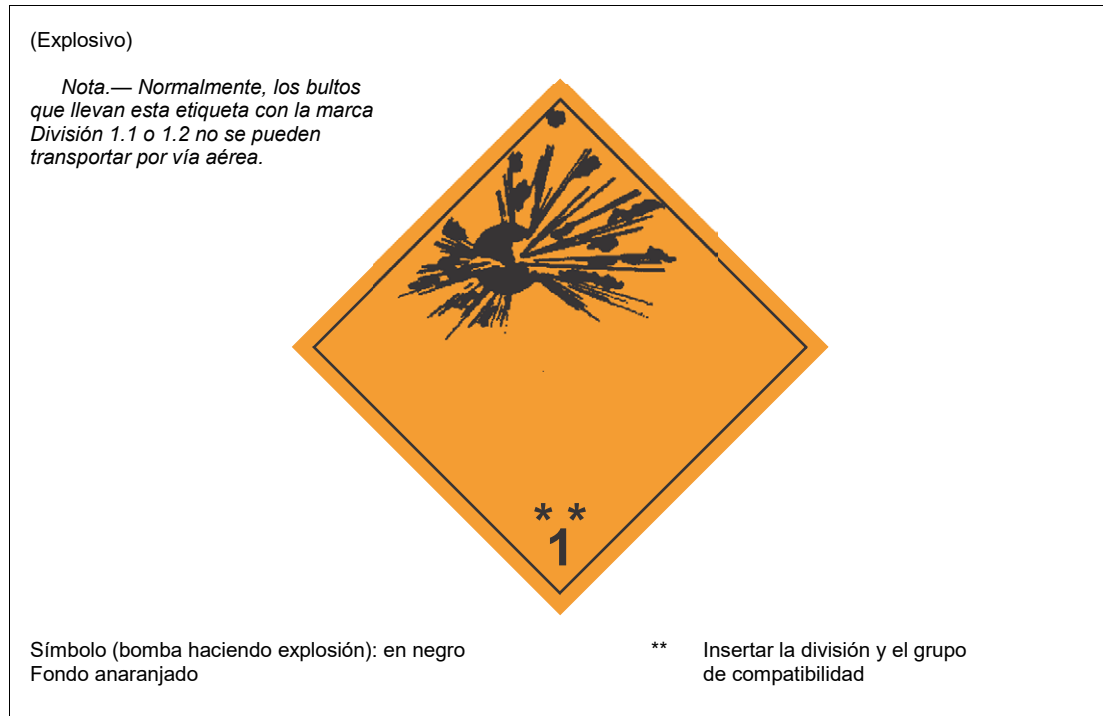 (Explosivo)
Nota.— Normalmente, los bultos
que llevan esta etiqueta con la marca
División 1.1 o 1.2 no se pueden
transportar por vía aérea.
* *
1
Símbolo (bomba haciendo explosión): en negro
Fondo anaranjado
** Insertar la división y el grupo
de compatibilidad